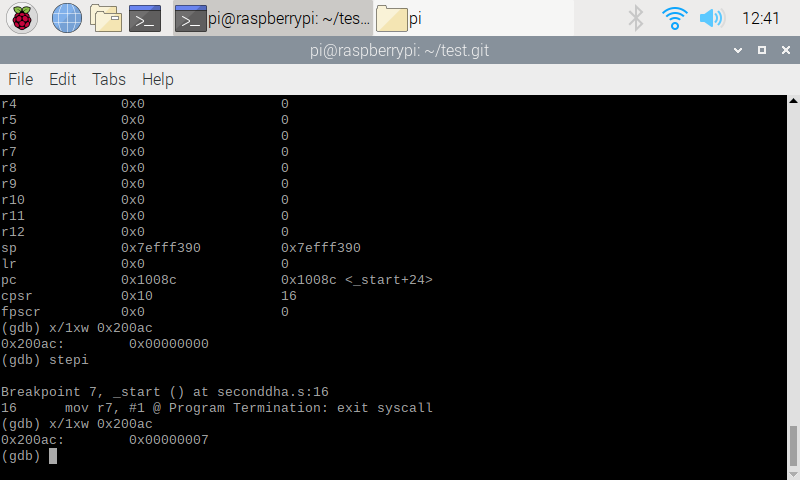 pi@raspberrypi: ~/tes... pi 12:41
pi@raspberrypi: ~/test.git
File Edit Tabs Help
r4 0x0 0
r5 0x0 0
r6 0x0 0
r7 0x0 0
r8 0x0 0
r9 0x0 0
r10 0x0 0
r11 0x0 0
r12 0x0 0
sp 0x7efff390 0x7efff390
lr 0x0 0
pc 0x1008c 0x1008c <_start+24>
cpsr 0x10 16
fpscr 0x0 0
(gdb) x/1xw 0x200ac
0x200ac: 0x00000000
(gdb) stepi
Breakpoint 7, _start () at seconddha.s:16
16 mov r7, #1 @ Program Termination: exit syscall
(gdb) x/1xw 0x200ac
0x200ac: 0x00000007
(gdb)